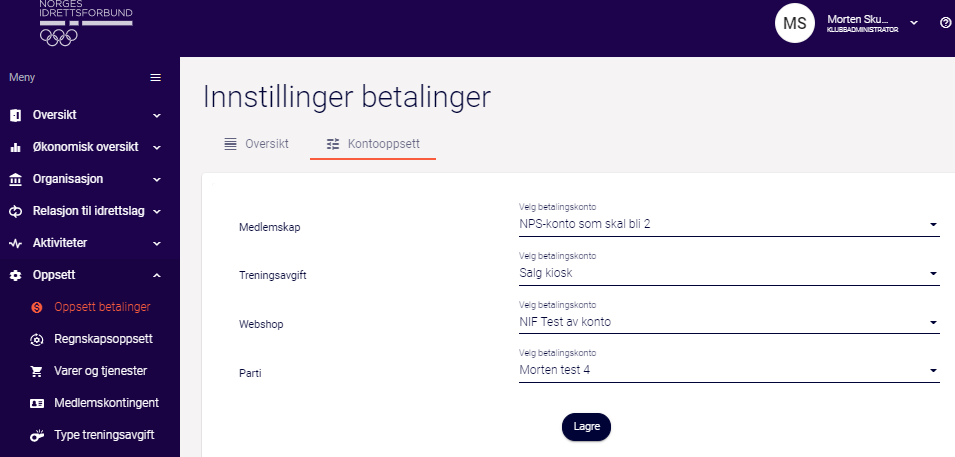 NORGES
IDRETTSFORBUND
MS
Morten Sku...
KLUBBADMINISTRATOR
Meny
Oversikt
Økonomisk oversikt
Organisasjon
Relasjon til idrettslag
Aktiviteter
Oppsett
Oppsett betalinger
Regnskapsoppsett
Varer og tjenester
Medlemskontingent
Type treningsavgift
Innstillinger betalinger
Oversikt
Kontooppsett
Medlemskap
Velg betalingskonto
NPS-konto som skal bli 2
Treningsavgift
Velg betalingskonto
Salg kiosk
Webshop
Velg betalingskonto
NIF Test av konto
Parti
Velg betalingskonto
Morten test 4
Lagre